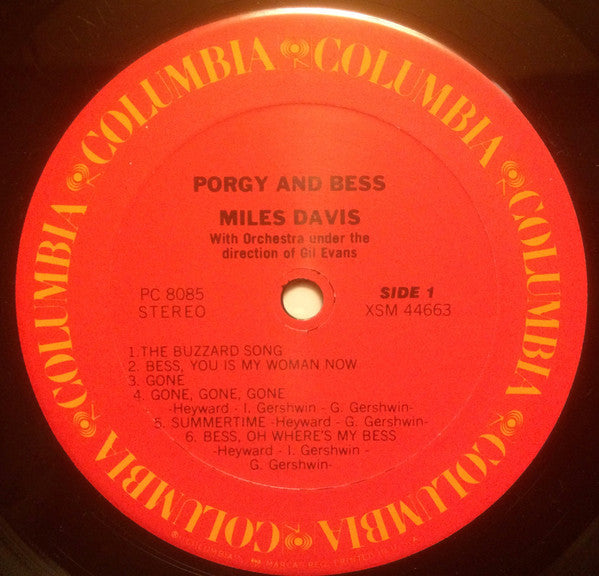 COLUMBIA COLUMBIA COLUMBIA COLUMBIA COLUMBIA COLUMBIA
PORGY AND BESS
MILES DAVIS
With Orchestra under the
direction of Gil Evans
PC 8085
STEREO
SIDE 1
XSM 44663
1.THE BUZZARD SONG
2. BESS, YOU IS MY WOMAN NOW
3. GONE
4. GONE, GONE, GONE
-Heyward - I. Gershwin - G. Gershwin-
5. SUMMERTIME -Heyward - G. Gershwin-
6. BESS, OH WHERE'S MY BESS
-Heyward - I. Gershwin -
G. Gershwin-